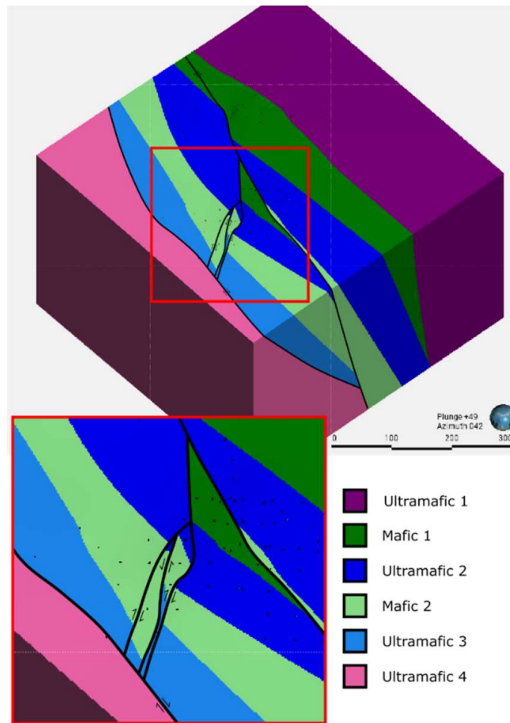 Plunge +49
Azimuth 042
0 100 200 300
Ultramafic 1
Mafic 1
Ultramafic 2
Mafic 2
Ultramafic 3
Ultramafic 4